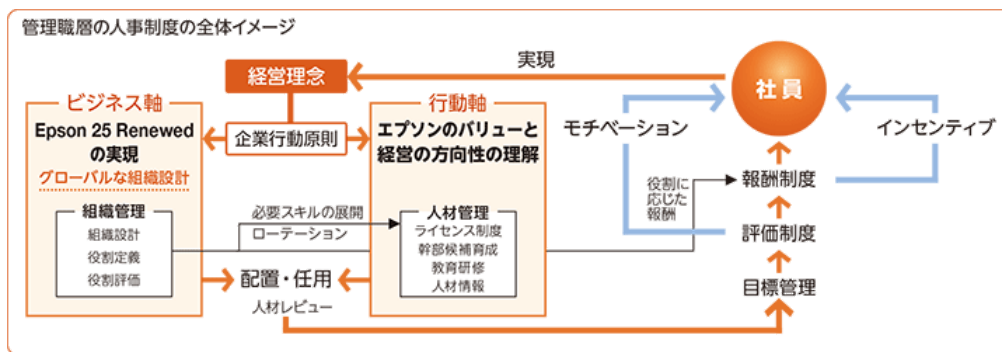 管理職層の人事制度の全体イメージ
実現
経営理念
社員
ビジネス軸
Epson 25 Renewed
の実現
グローバルな組織設計
組織管理
組織設計
役割定義
役割評価
企業行動原則
行動軸
エプソンのバリューと
経営の方向性の理解
必要スキルの展開
ローテーション
人材管理
ライセンス制度
幹部候補育成
教育研修
人材情報
配置・任用
人材レビュー
モチベーション
インセンティブ
役割に
応じた
報酬
報酬制度
評価制度
目標管理